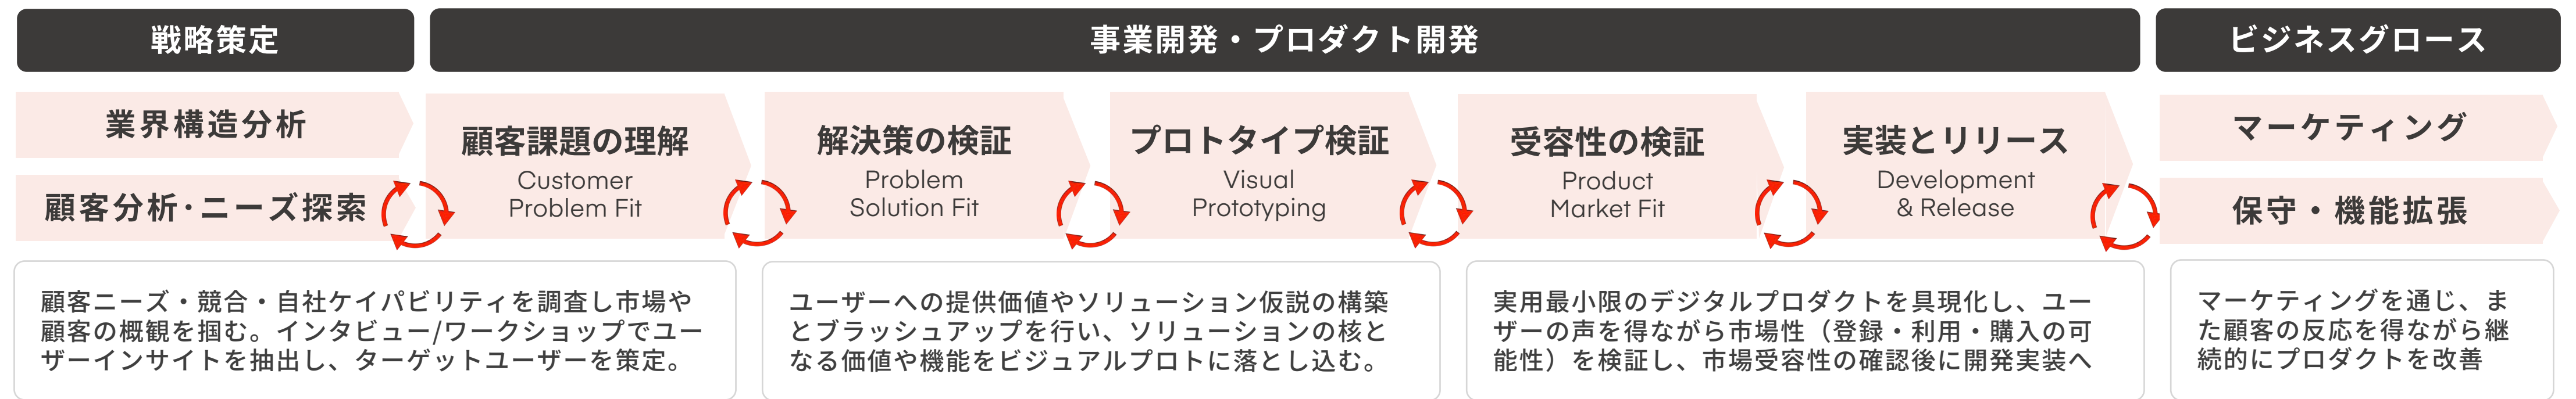 戦略策定
事業開発・プロダクト開発
ビジネスグロース
業界構造分析
顧客分析・ニーズ探索
顧客課題の理解
Customer
Problem Fit
解決策の検証
Problem
Solution Fit
プロトタイプ検証
Visual
Prototyping
受容性の検証
Product
Market Fit
実装とリリース
Development
& Release
マーケティング
保守・機能拡張
顧客ニーズ・競合・自社ケイパビリティを調査し市場や
顧客の概観を掴む。インタビュー/ワークショップでユー
ザーインサイトを抽出し、ターゲットユーザーを策定。
ユーザーへの提供価値やソリューション仮説の構築
とブラッシュアップを行い、ソリューションの核と
なる価値や機能をビジュアルプロトに落とし込む。
実用最小限のデジタルプロダクトを具現化し、ユー
ザーの声を得ながら市場性（登録・利用・購入の可
能性）を検証し、市場受容性の確認後に開発実装へ
マーケティングを通じ、ま
た顧客の反応を得ながら継
続的にプロダクトを改善